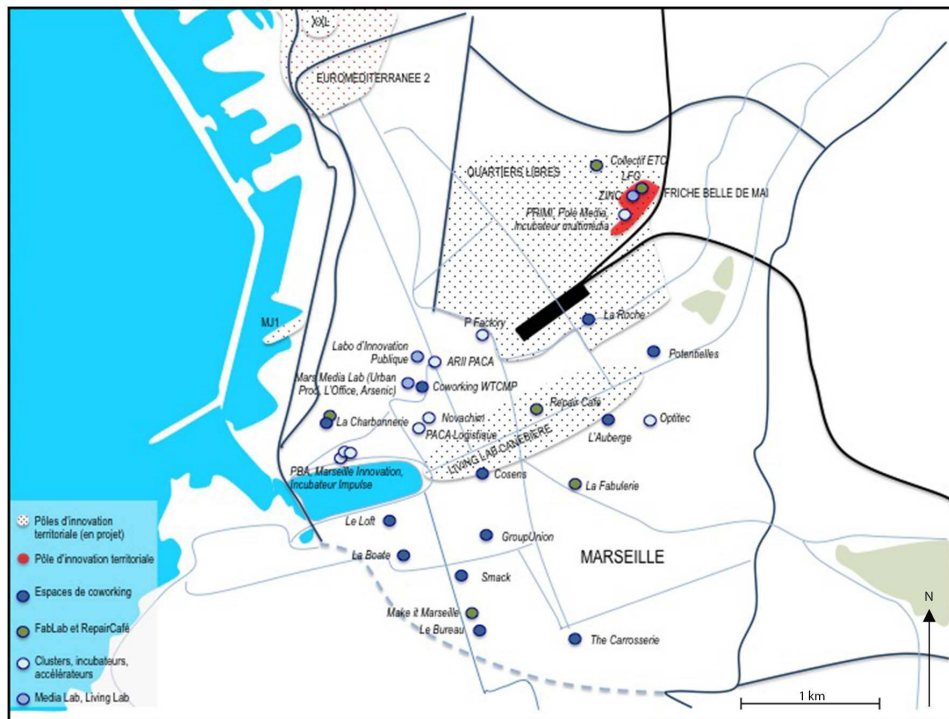 XXL
EUROMEDITERRANEE 2
Collectif ETC
LFO
QUARTIERS LIBRES
ZINC
FRICHE BELLE DE MAI
PRIMI, Pole Media,
Incubateur multimédia
MJ1
P Factory
La Roche
Labo d'Innovation
Publique
ARII PACA
Potentielles
Mars Media Lab (Urban
Prod, L'Office, Arsenic)
Coworking WTCMP
Repair Café
La Charbonnerie
Novachim
Optitec
PACA Logistique
L'Auberge
LIVING LAB CANEBIERE
PBA, Marseille Innovation,
Incubateur Impulse
Cosens
La Fabulerie
Le Loft
GroupUnion
La Boate
MARSEILLE
Smack
Make it Marseille
Le Bureau
The Carrosserie
Pôles d'innovation
territoriale (en projet)
Pôle d'innovation territoriale
Espaces de coworking
FabLab et RepairCafé
Clusters, incubateurs,
accélérateurs
Media Lab, Living Lab
N
1 km